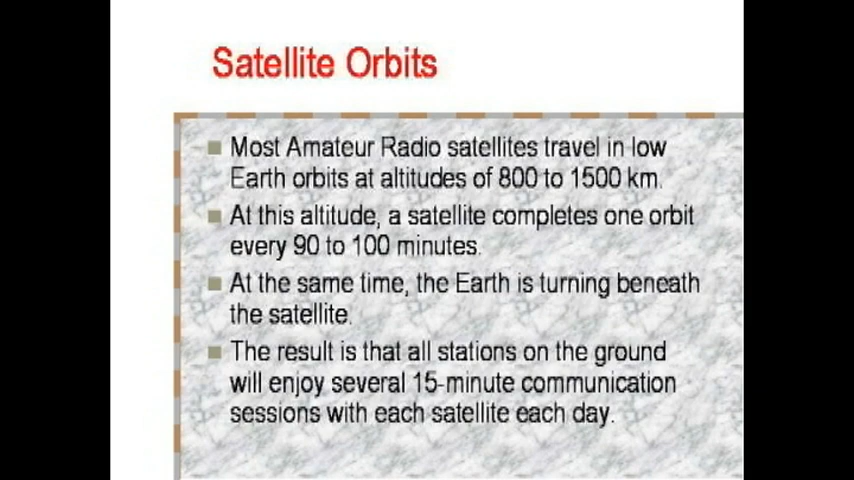 Satellite Orbits
Most Amateur Radio satellites travel in low
Earth orbits at altitudes of 800 to 1500 km.
At this altitude, a satellite completes one orbit
every 90 to 100 minutes.
At the same time, the Earth is turning beneath
the satellite.
The result is that all stations on the ground
will enjoy several 15-minute communication
sessions with each satellite each day.